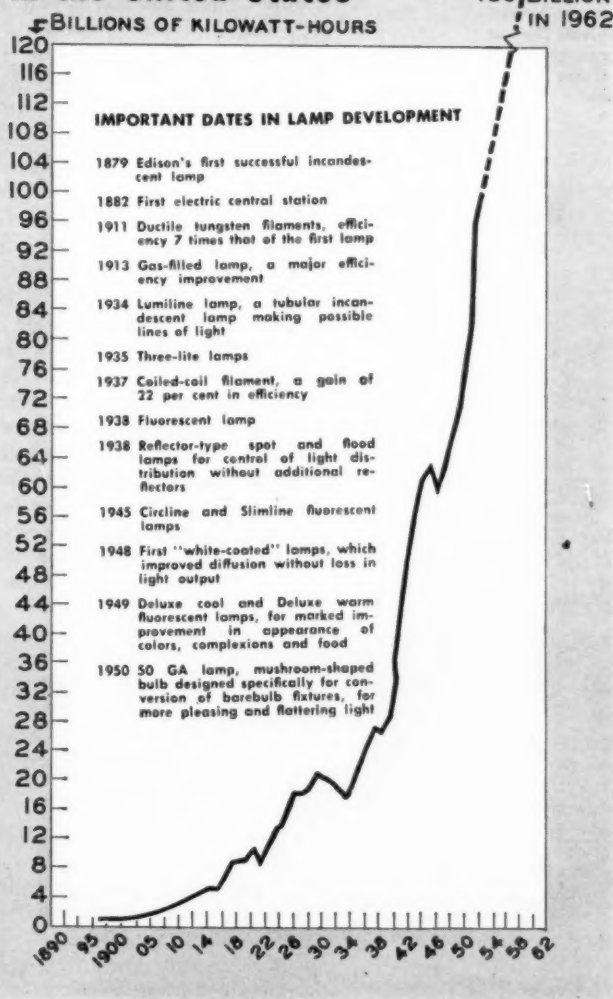 in the United States
BILLION
BILLIONS OF KILOWATT-HOURS
IN 1962
120
116
112
108
104
100
96
92
88
84
80
76
72
68
64
60
56
52
48
44
40
36
32
28
24
20
16
12
8
4
0
IMPORTANT DATES IN LAMP DEVELOPMENT
1879 Edison's first successful incandes-
cent lamp
1882 First electric central station
1911 Ductile tungsten filaments, effici-
ency 7 times that of the first lamp
1913 Gas-filled lamp, a major effici-
ency improvement
1934 Lumiline lamp, a tubular incan-
descent lamp making possible
lines of light
1935 Three-lite lamps
1937 Coiled-coil filament, a gain of
22 per cent in efficiency
1938 Fluorescent lamp
1938 Reflector-type spot and flood
lamps for control of light dis-
tribution without additional re-
flectors
1945 Circline and Slimline fluorescent
lamps
1948 First "white-coated" lamps, which
improved diffusion without loss in
light output
1949 Deluxe cool and Deluxe warm
fluorescent lamps, for marked im-
provement in appearance of
colors, complexions and food
1950 50 GA lamp, mushroom-shaped
bulb designed specifically for con-
version of barebulb fixtures, for
more pleasing and flattering light
1890 95 1900 05 10 14 18 22 26 30 34 38 42 46 50 54 58 62